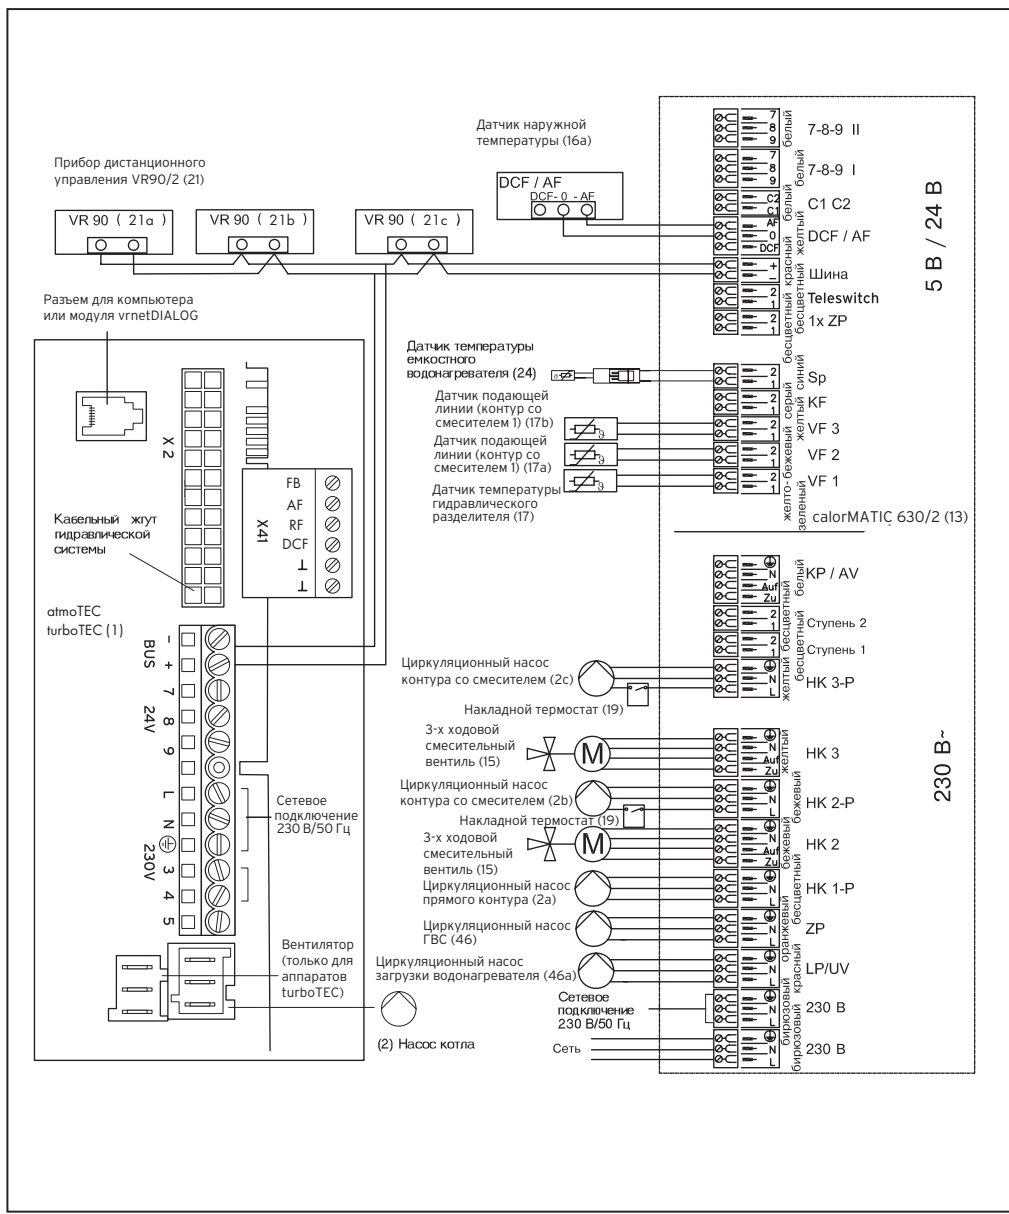 Датчик наружной
температуры (16a)
Прибор дистанционного
управления VR90/2 (21)
DCF / AF
DCF- 0 - AF
VR 90 ( 21a )
VR 90 ( 21b )
VR 90 ( 21c )
Разъем для компьютера
или модуля vrnetDIALOG
X 2
Кабельный жгут
гидравлической
системы
X41
FB
AF
RF
DCF
⊥
⊥
atmoTEC
turboTEC (1)
BUS
-
+
24V
7
8
9
230V
L
N
3
4
5
Сетевое
подключение
230 В/50 Гц
Вентилятор
(только для
аппаратов
turboTEC)
(2) Насос котла
Датчик температуры
емкостного
водонагревателя (24)
Датчик подающей
линии (контур со
смесителем 1) (17b)
Датчик подающей
линии (контур со
смесителем 1) (17a)
Датчик температуры
гидравлического
разделителя (17)
Циркуляционный насос
контура со смесителем (2c)
Накладной термостат (19)
3-х ходовой
смесительный
вентиль (15)
M
Циркуляционный насос
контура со смесителем (2b)
Накладной термостат (19)
3-х ходовой
смесительный
вентиль (15)
M
Циркуляционный насос
прямого контура (2a)
Циркуляционный насос
ГВС (46)
Циркуляционный насос
загрузки водонагревателя (46a)
Сетевое
подключение
230 В/50 Гц
Сеть
5 В / 24 В
7
8
9
белый
7-8-9 II
7
8
9
белый
7-8-9 I
C2
C1
белый
C1 C2
AF
0
DCF
желтый
DCF / AF
+
–
красный
Шина
2
1
бесцветный
Teleswitch
2
1
бесцветный
1x ZP
2
1
синий
Sp
2
1
серый
KF
2
1
желтый
VF 3
2
1
желто-бежевый
VF 2
2
1
зеленый
VF 1
calorMATIC 630/2 (13)
230 В~
N
Auf
Zu
белый
KP / AV
2
1
бесцветный
Ступень 2
2
1
бесцветный
Ступень 1
N
L
желтый
HK 3-P
N
Auf
Zu
желтый
HK 3
N
L
бежевый
HK 2-P
N
Auf
Zu
бежевый
HK 2
N
L
бесцветный
HK 1-P
N
L
оранжевый
ZP
N
L
красный
LP/UV
N
L
бирюзовый
230 В
N
L
бирюзовый
230 В